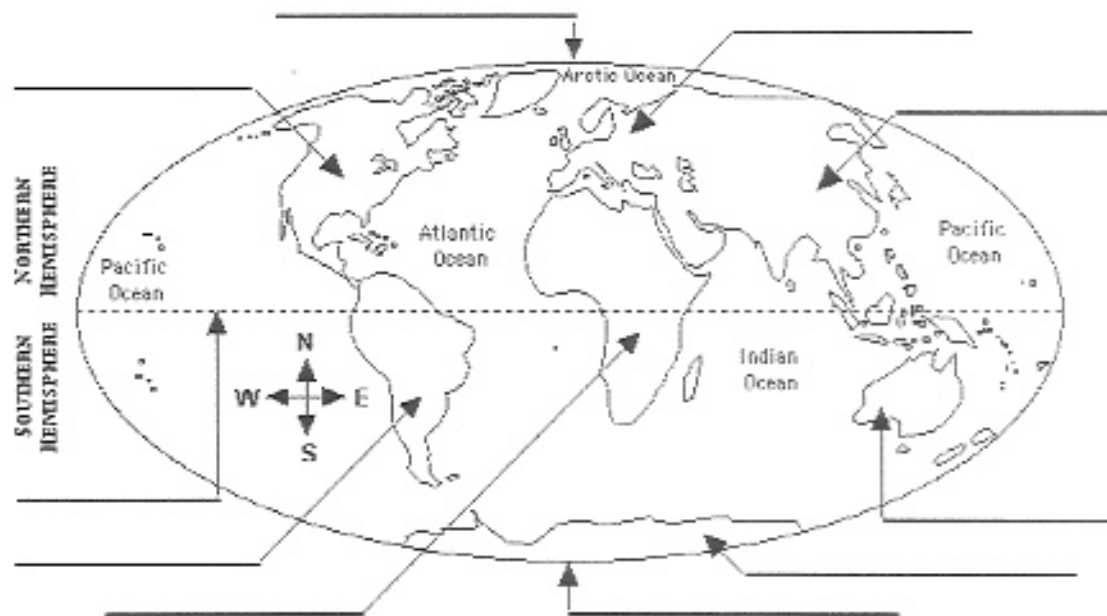 Arctic Ocean
NORTHERN
HEMISPHERE
Atlantic
Ocean
Pacific
Ocean
Pacific
Ocean
SOUTHERN
HEMISPHERE
N
W E
S
Indian
Ocean